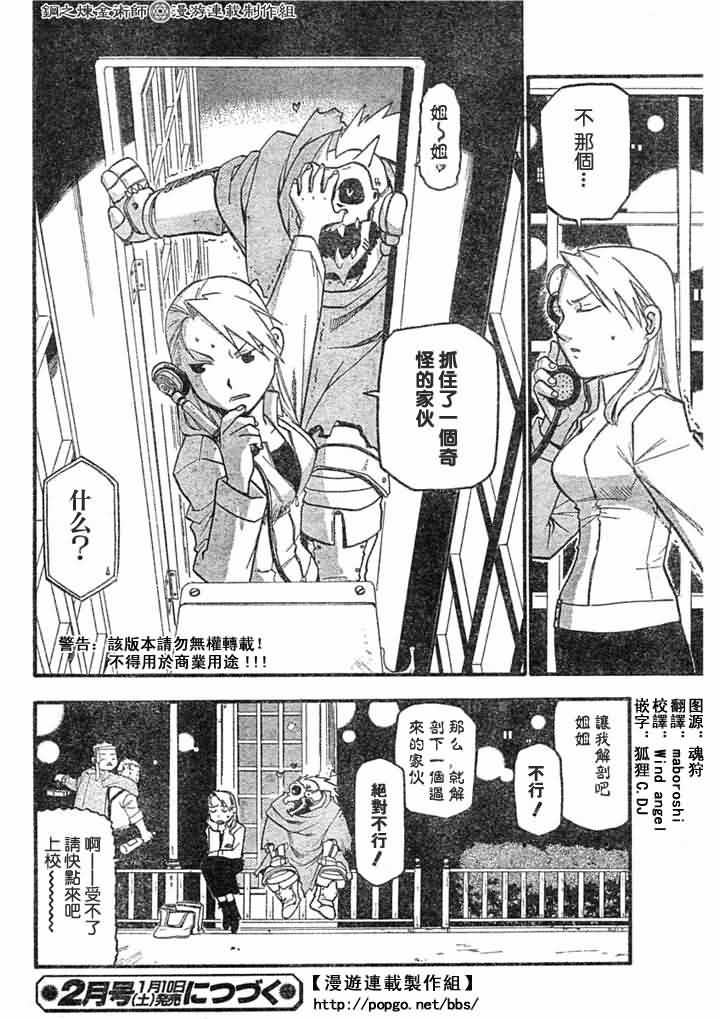 鋼之煉金術師 漫游連載制作組
不 那個…
姐~姐♥
抓住了一個奇
怪的家伙
什么？
警告：該版本請勿無權轉載！
不得用於商業用途！！！
图源：魂狩
翻譯：maboroshi
校譯：Wind angel
嵌字：狐狸C.DJ
讓我解剖吧
姐姐
不行！
那么，就解
剖下一個過
來的家伙
絕對不行！
啊——受不了
請快點來吧
上校~~~~
2月号 1月10日(土)発売 につづく
【漫遊連載製作組】
http://popgo.net/bbs/